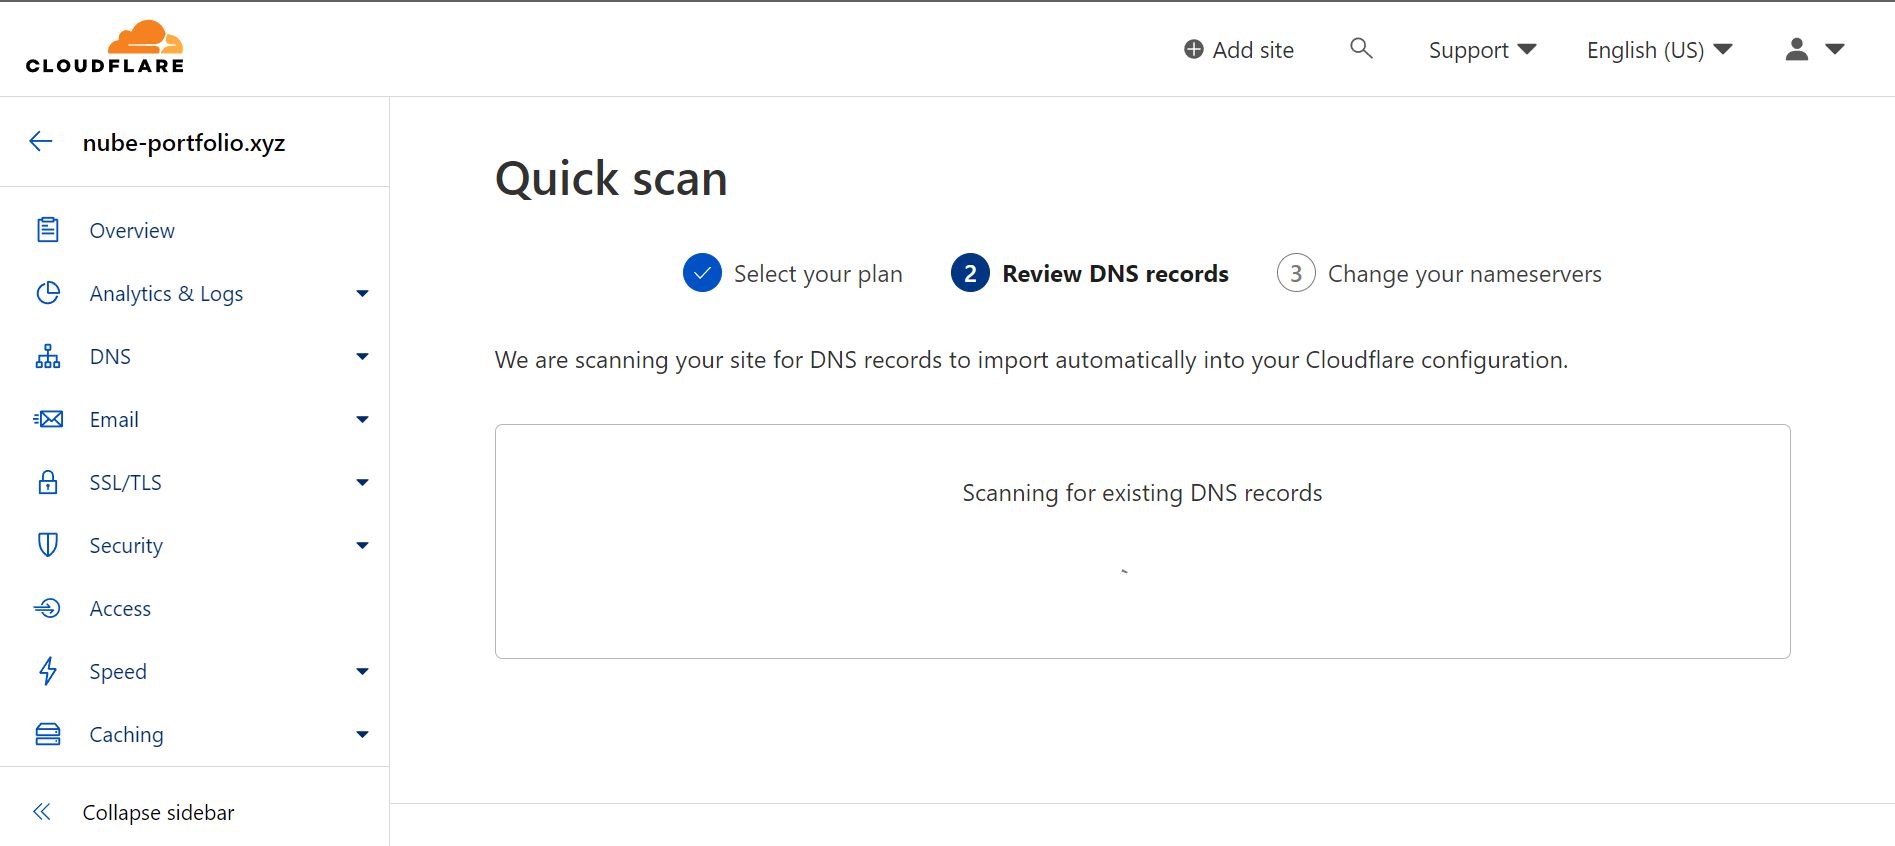 CLOUDFLARE
Add site
Support
English (US)
nube-portfolio.xyz
Overview
Analytics & Logs
DNS
Email
SSL/TLS
Security
Access
Speed
Caching
Collapse sidebar
Quick scan
Select your plan
2 Review DNS records
3 Change your nameservers
We are scanning your site for DNS records to import automatically into your Cloudflare configuration.
Scanning for existing DNS records